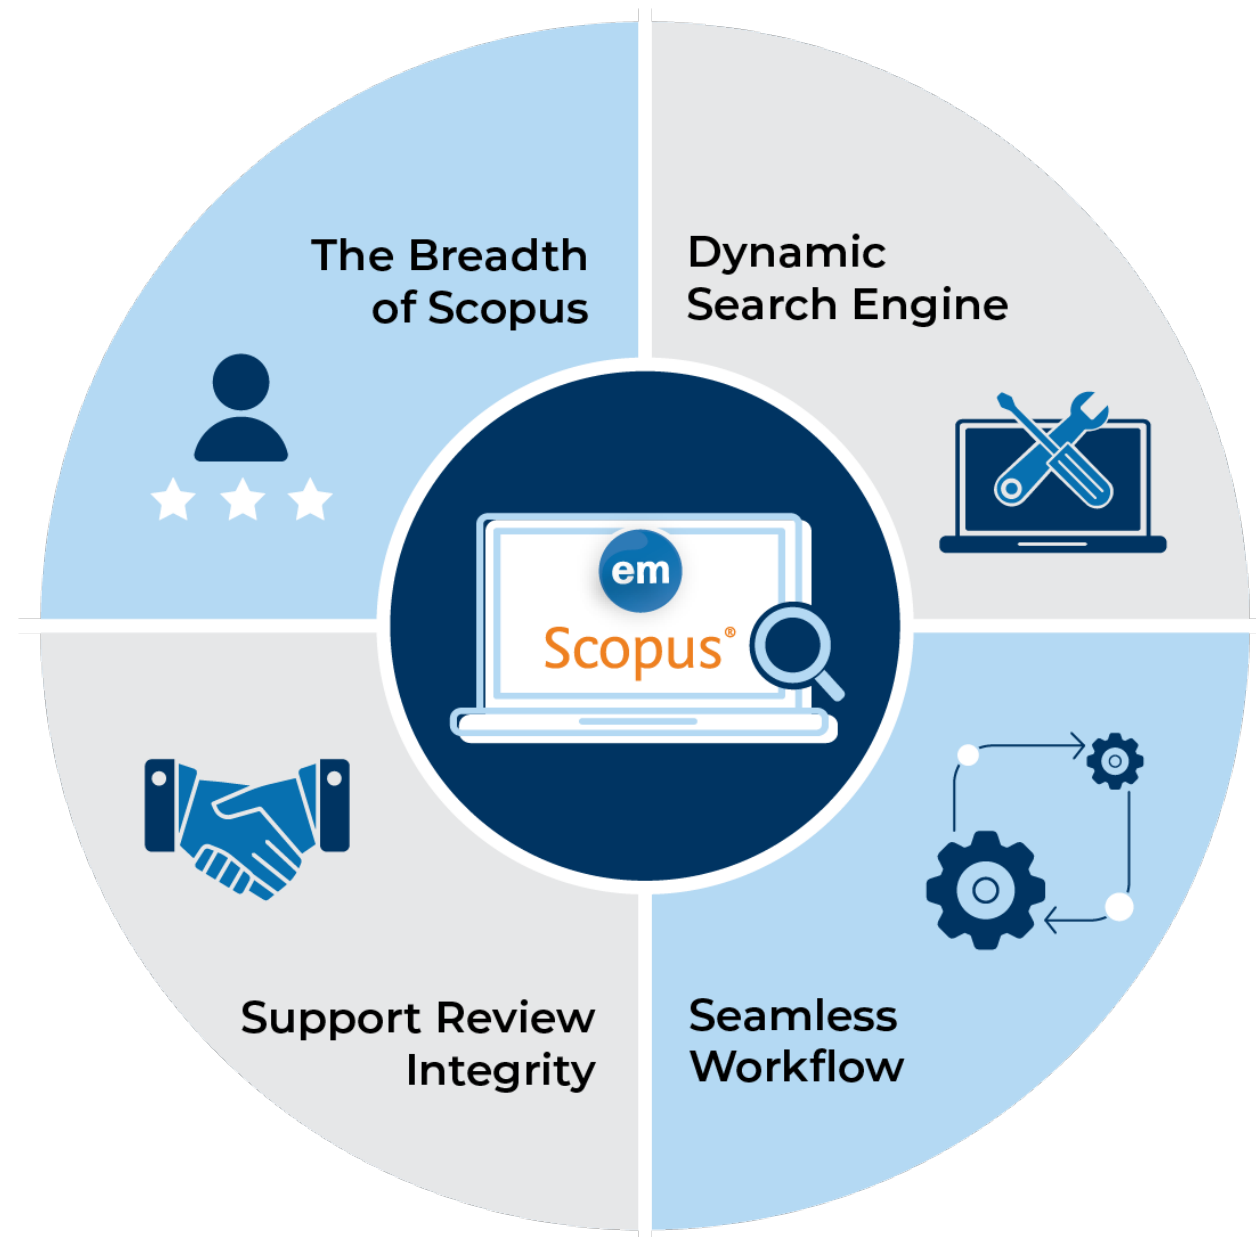 The Breadth
of Scopus
Dynamic
Search Engine
em
Scopus®
Support Review
Integrity
Seamless
Workflow